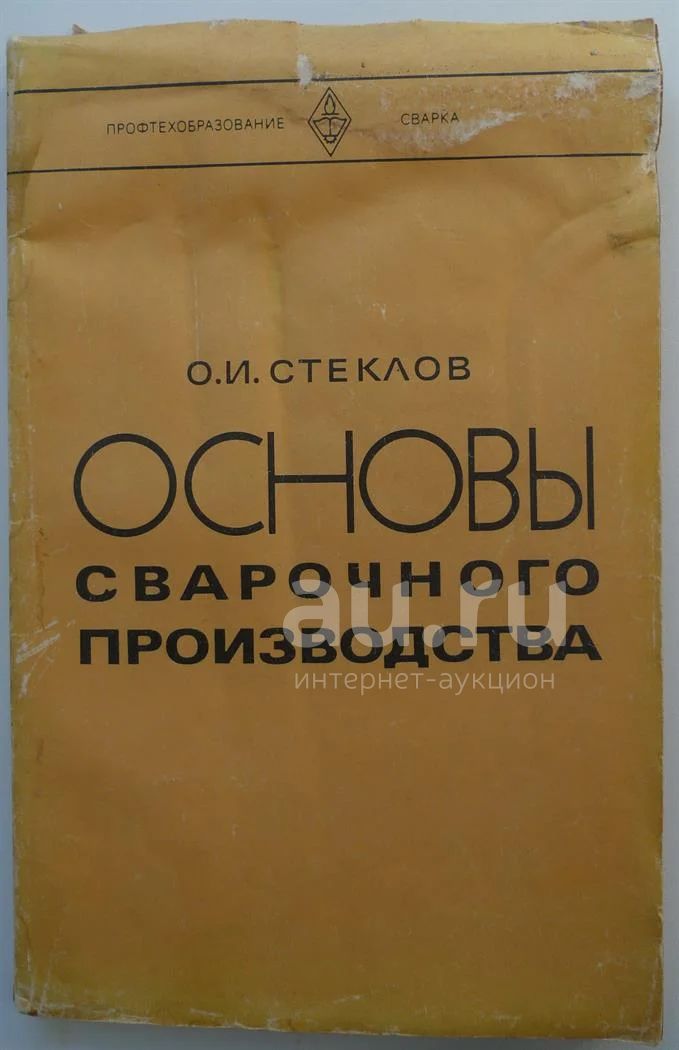 ПРОФТЕХОБРАЗОВАНИЕ СВАРКА
О.И. СТЕКЛОВ
ОСНОВЫ
СВАРОЧНОГО
au.ru
ПРОИЗВОДСТВА
интернет-аукцион